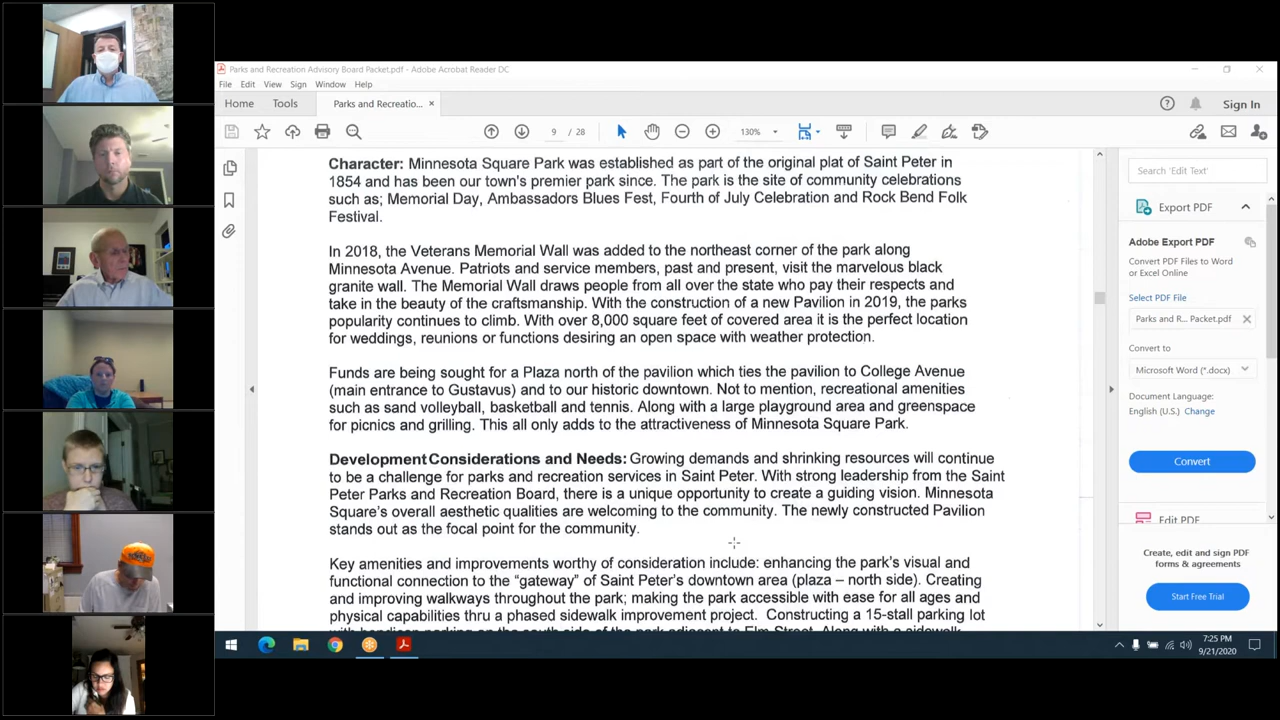 Parks and Recreation Advisory Board Packet.pdf - Adobe Acrobat Reader DC
File Edit View Sign Window Help
Home Tools Parks and Recreatio... × Sign In
9 / 28 130%
Character: Minnesota Square Park was established as part of the original plat of Saint Peter in
1854 and has been our town's premier park since. The park is the site of community celebrations
such as; Memorial Day, Ambassadors Blues Fest, Fourth of July Celebration and Rock Bend Folk
Festival.
In 2018, the Veterans Memorial Wall was added to the northeast corner of the park along
Minnesota Avenue. Patriots and service members, past and present, visit the marvelous black
granite wall. The Memorial Wall draws people from all over the state who pay their respects and
take in the beauty of the craftsmanship. With the construction of a new Pavilion in 2019, the parks
popularity continues to climb. With over 8,000 square feet of covered area it is the perfect location
for weddings, reunions or functions desiring an open space with weather protection.
Funds are being sought for a Plaza north of the pavilion which ties the pavilion to College Avenue
(main entrance to Gustavus) and to our historic downtown. Not to mention, recreational amenities
such as sand volleyball, basketball and tennis. Along with a large playground area and greenspace
for picnics and grilling. This all only adds to the attractiveness of Minnesota Square Park.
Development Considerations and Needs: Growing demands and shrinking resources will continue
to be a challenge for parks and recreation services in Saint Peter. With strong leadership from the Saint
Peter Parks and Recreation Board, there is a unique opportunity to create a guiding vision. Minnesota
Square's overall aesthetic qualities are welcoming to the community. The newly constructed Pavilion
stands out as the focal point for the community.
Key amenities and improvements worthy of consideration include: enhancing the park's visual and
functional connection to the "gateway" of Saint Peter's downtown area (plaza – north side). Creating
and improving walkways throughout the park; making the park accessible with ease for all ages and
physical capabilities thru a phased sidewalk improvement project. Constructing a 15-stall parking lot
Search 'Edit Text'
Export PDF
Adobe Export PDF
Convert PDF Files to Word
or Excel Online
Select PDF File
Parks and R... Packet.pdf ×
Convert to
Microsoft Word (*.docx)
Document Language:
English (U.S.) Change
Convert
Edit PDF
Create, edit and sign PDF
forms & agreements
Start Free Trial
7:25 PM
9/21/2020